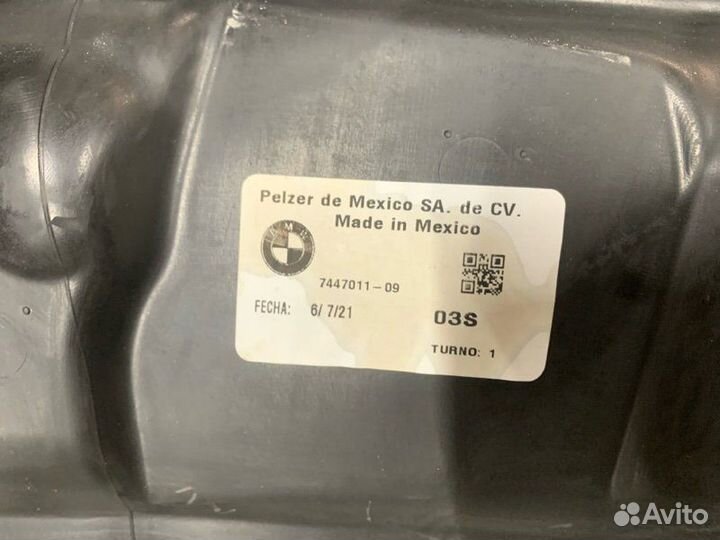 Pelzer de Mexico SA. de CV.
Made in Mexico
BMW
7447011-09
FECHA: 6/ 7/21
03S
TURNO: 1
Avito